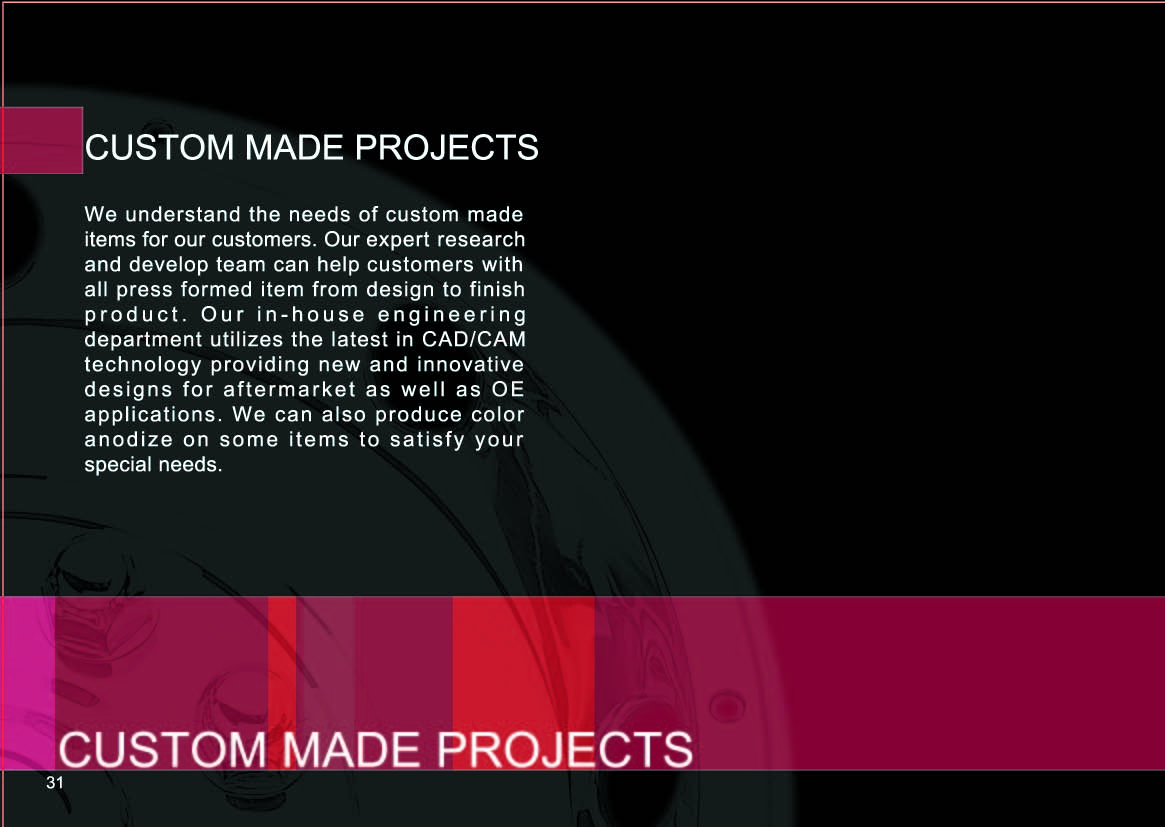 CUSTOM MADE PROJECTS
We understand the needs of custom made
items for our customers. Our expert research
and develop team can help customers with
all press formed item from design to finish
product. Our in-house engineering
department utilizes the latest in CAD/CAM
technology providing new and innovative
designs for aftermarket as well as OE
applications. We can also produce color
anodize on some items to satisfy your
special needs.
CUSTOM MADE PROJECTS
31